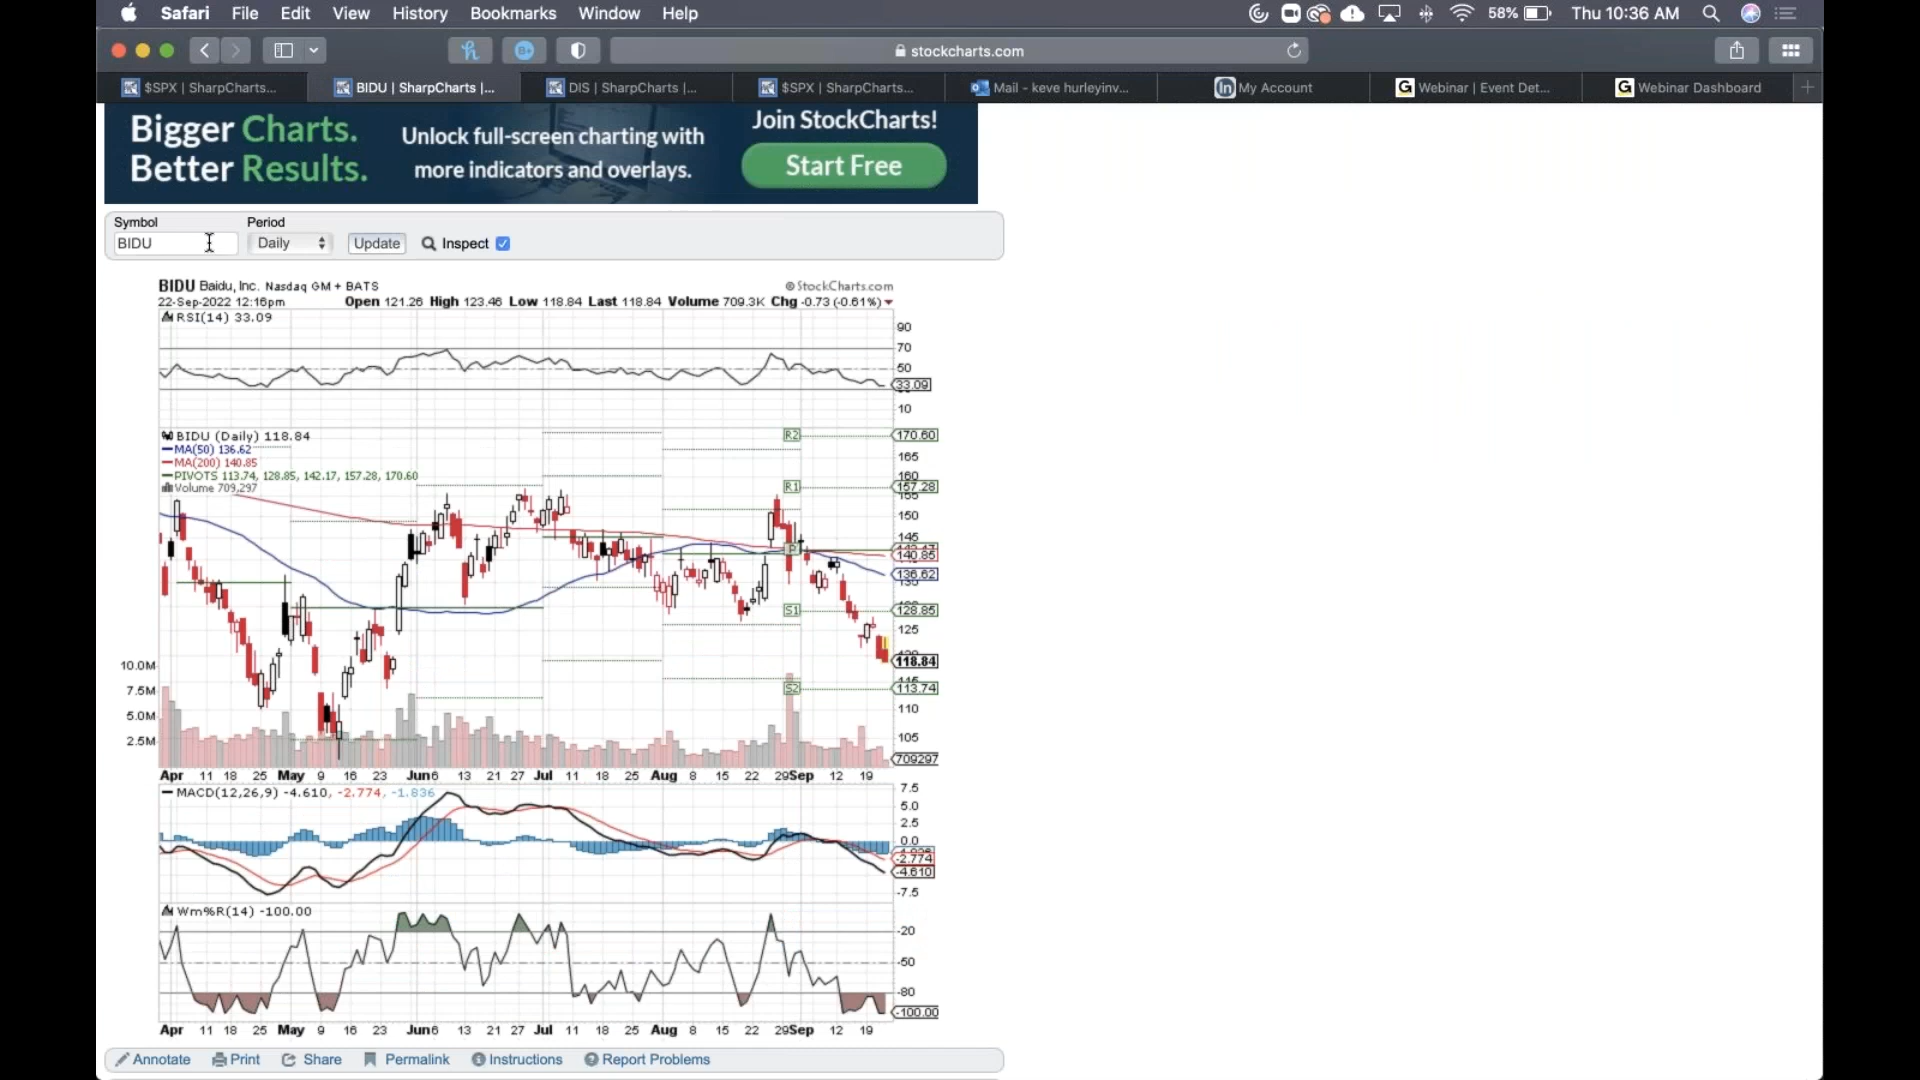 Safari File Edit View History Bookmarks Window Help 58% Thu 10:36 AM
stockcharts.com
$SPX | SharpCharts... BIDU | SharpCharts |... DIS | SharpCharts |... $SPX | SharpCharts... Mail - keve hurleyinv... My Account Webinar | Event Det... Webinar Dashboard
Bigger Charts.
Better Results.
Unlock full-screen charting with
more indicators and overlays.
Join StockCharts!
Start Free
Symbol Period
BIDU Daily Update Inspect
BIDU Baidu, Inc. Nasdaq GM + BATS © StockCharts.com
22-Sep-2022 12:16pm Open 121.26 High 123.46 Low 118.84 Last 118.84 Volume 709.3K Chg -0.73 (-0.61%)
RSI(14) 33.09
90
70
50
33.09
10
BIDU (Daily) 118.84
MA(50) 136.62
MA(200) 140.85
PIVOTS 113.74, 128.85, 142.17, 157.28, 170.60
Volume 709,297
R2 170.60
165
160
R1 157.28
155
150
145
P
140.85
136.62
S1 128.85
125
118.84
S2 113.74
110
105
709297
10.0M
7.5M
5.0M
2.5M
Apr 11 18 25 May 9 16 23 Jun 6 13 21 27 Jul 11 18 25 Aug 8 15 22 29 Sep 12 19
MACD(12,26,9) -4.610, -2.774, -1.836
7.5
5.0
2.5
0.0
-2.774
-4.610
-7.5
Wm%R(14) -100.00
-20
-50
-80
-100.00
Apr 11 18 25 May 9 16 23 Jun 6 13 21 27 Jul 11 18 25 Aug 8 15 22 29 Sep 12 19
Annotate Print Share Permalink Instructions Report Problems